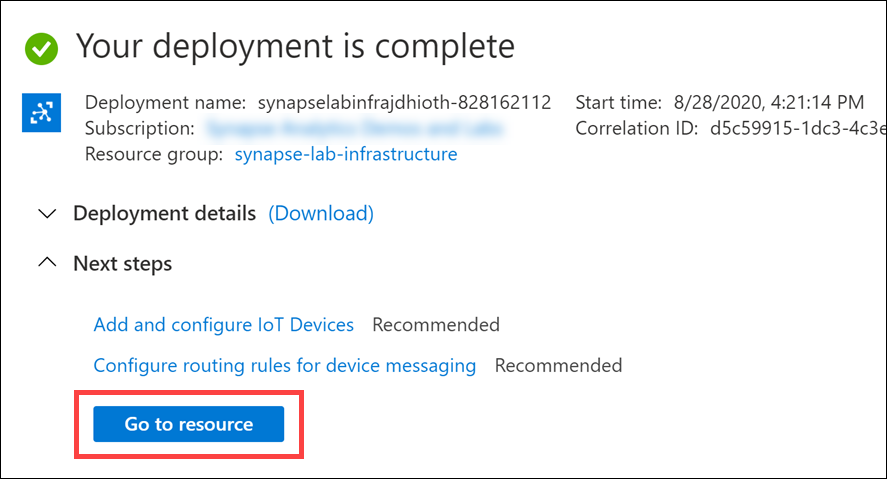 Your deployment is complete
Deployment name: synapselabinfrajdhioth-828162112 Start time: 8/28/2020, 4:21:14 PM
Subscription: Correlation ID: d5c59915-1dc3-4c3e
Resource group: synapse-lab-infrastructure
Deployment details (Download)
Next steps
Add and configure IoT Devices Recommended
Configure routing rules for device messaging Recommended
Go to resource